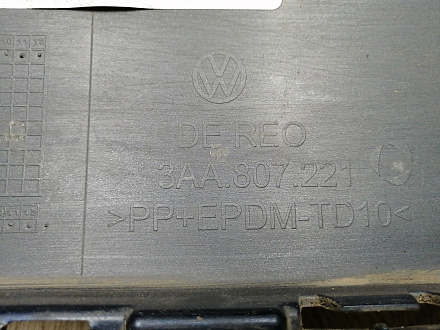 DE REO
3AA.807.221
>PP+EPDM-TD10<